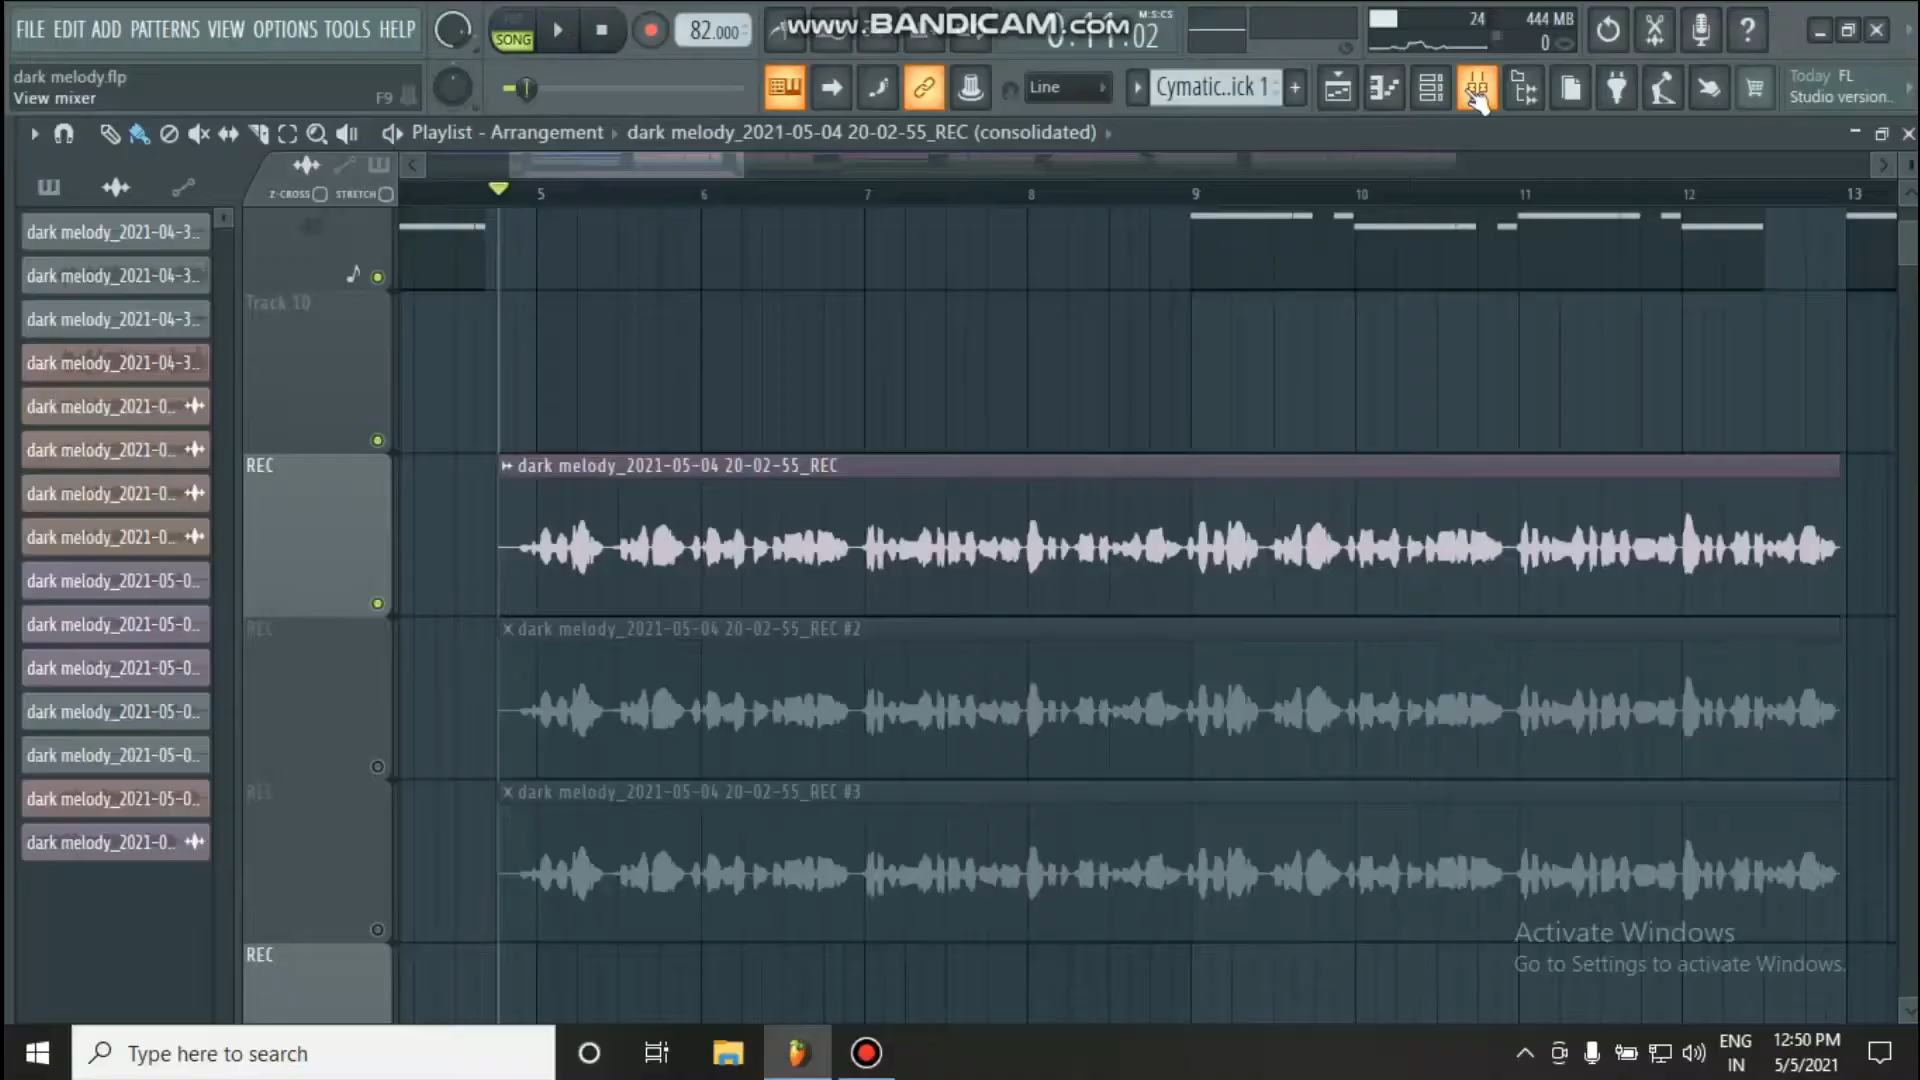 FILE EDIT ADD PATTERNS VIEW OPTIONS TOOLS HELP
SONG
82.000
www.BANDICAM.com
M:S:CS
0:11:02
24
444 MB
0
?
dark melody.flp
View mixer
F9
Line
Cymatic..ick 1
+
Today FL
Studio version..
Playlist - Arrangement
dark melody_2021-05-04 20-02-55_REC (consolidated)
Z-CROSS
STRETCH
5
6
7
8
9
10
11
12
13
dark melody_2021-04-3..
dark melody_2021-04-3..
dark melody_2021-04-3..
dark melody_2021-04-3..
dark melody_2021-0..
dark melody_2021-0..
dark melody_2021-0..
dark melody_2021-0..
dark melody_2021-05-0..
dark melody_2021-05-0..
dark melody_2021-05-0..
dark melody_2021-05-0..
dark melody_2021-05-0..
dark melody_2021-05-0..
dark melody_2021-0..
Track 10
REC
dark melody_2021-05-04 20-02-55_REC
REC
dark melody_2021-05-04 20-02-55_REC #2
REC
dark melody_2021-05-04 20-02-55_REC #3
REC
Activate Windows
Go to Settings to activate Windows.
Type here to search
ENG
IN
12:50 PM
5/5/2021